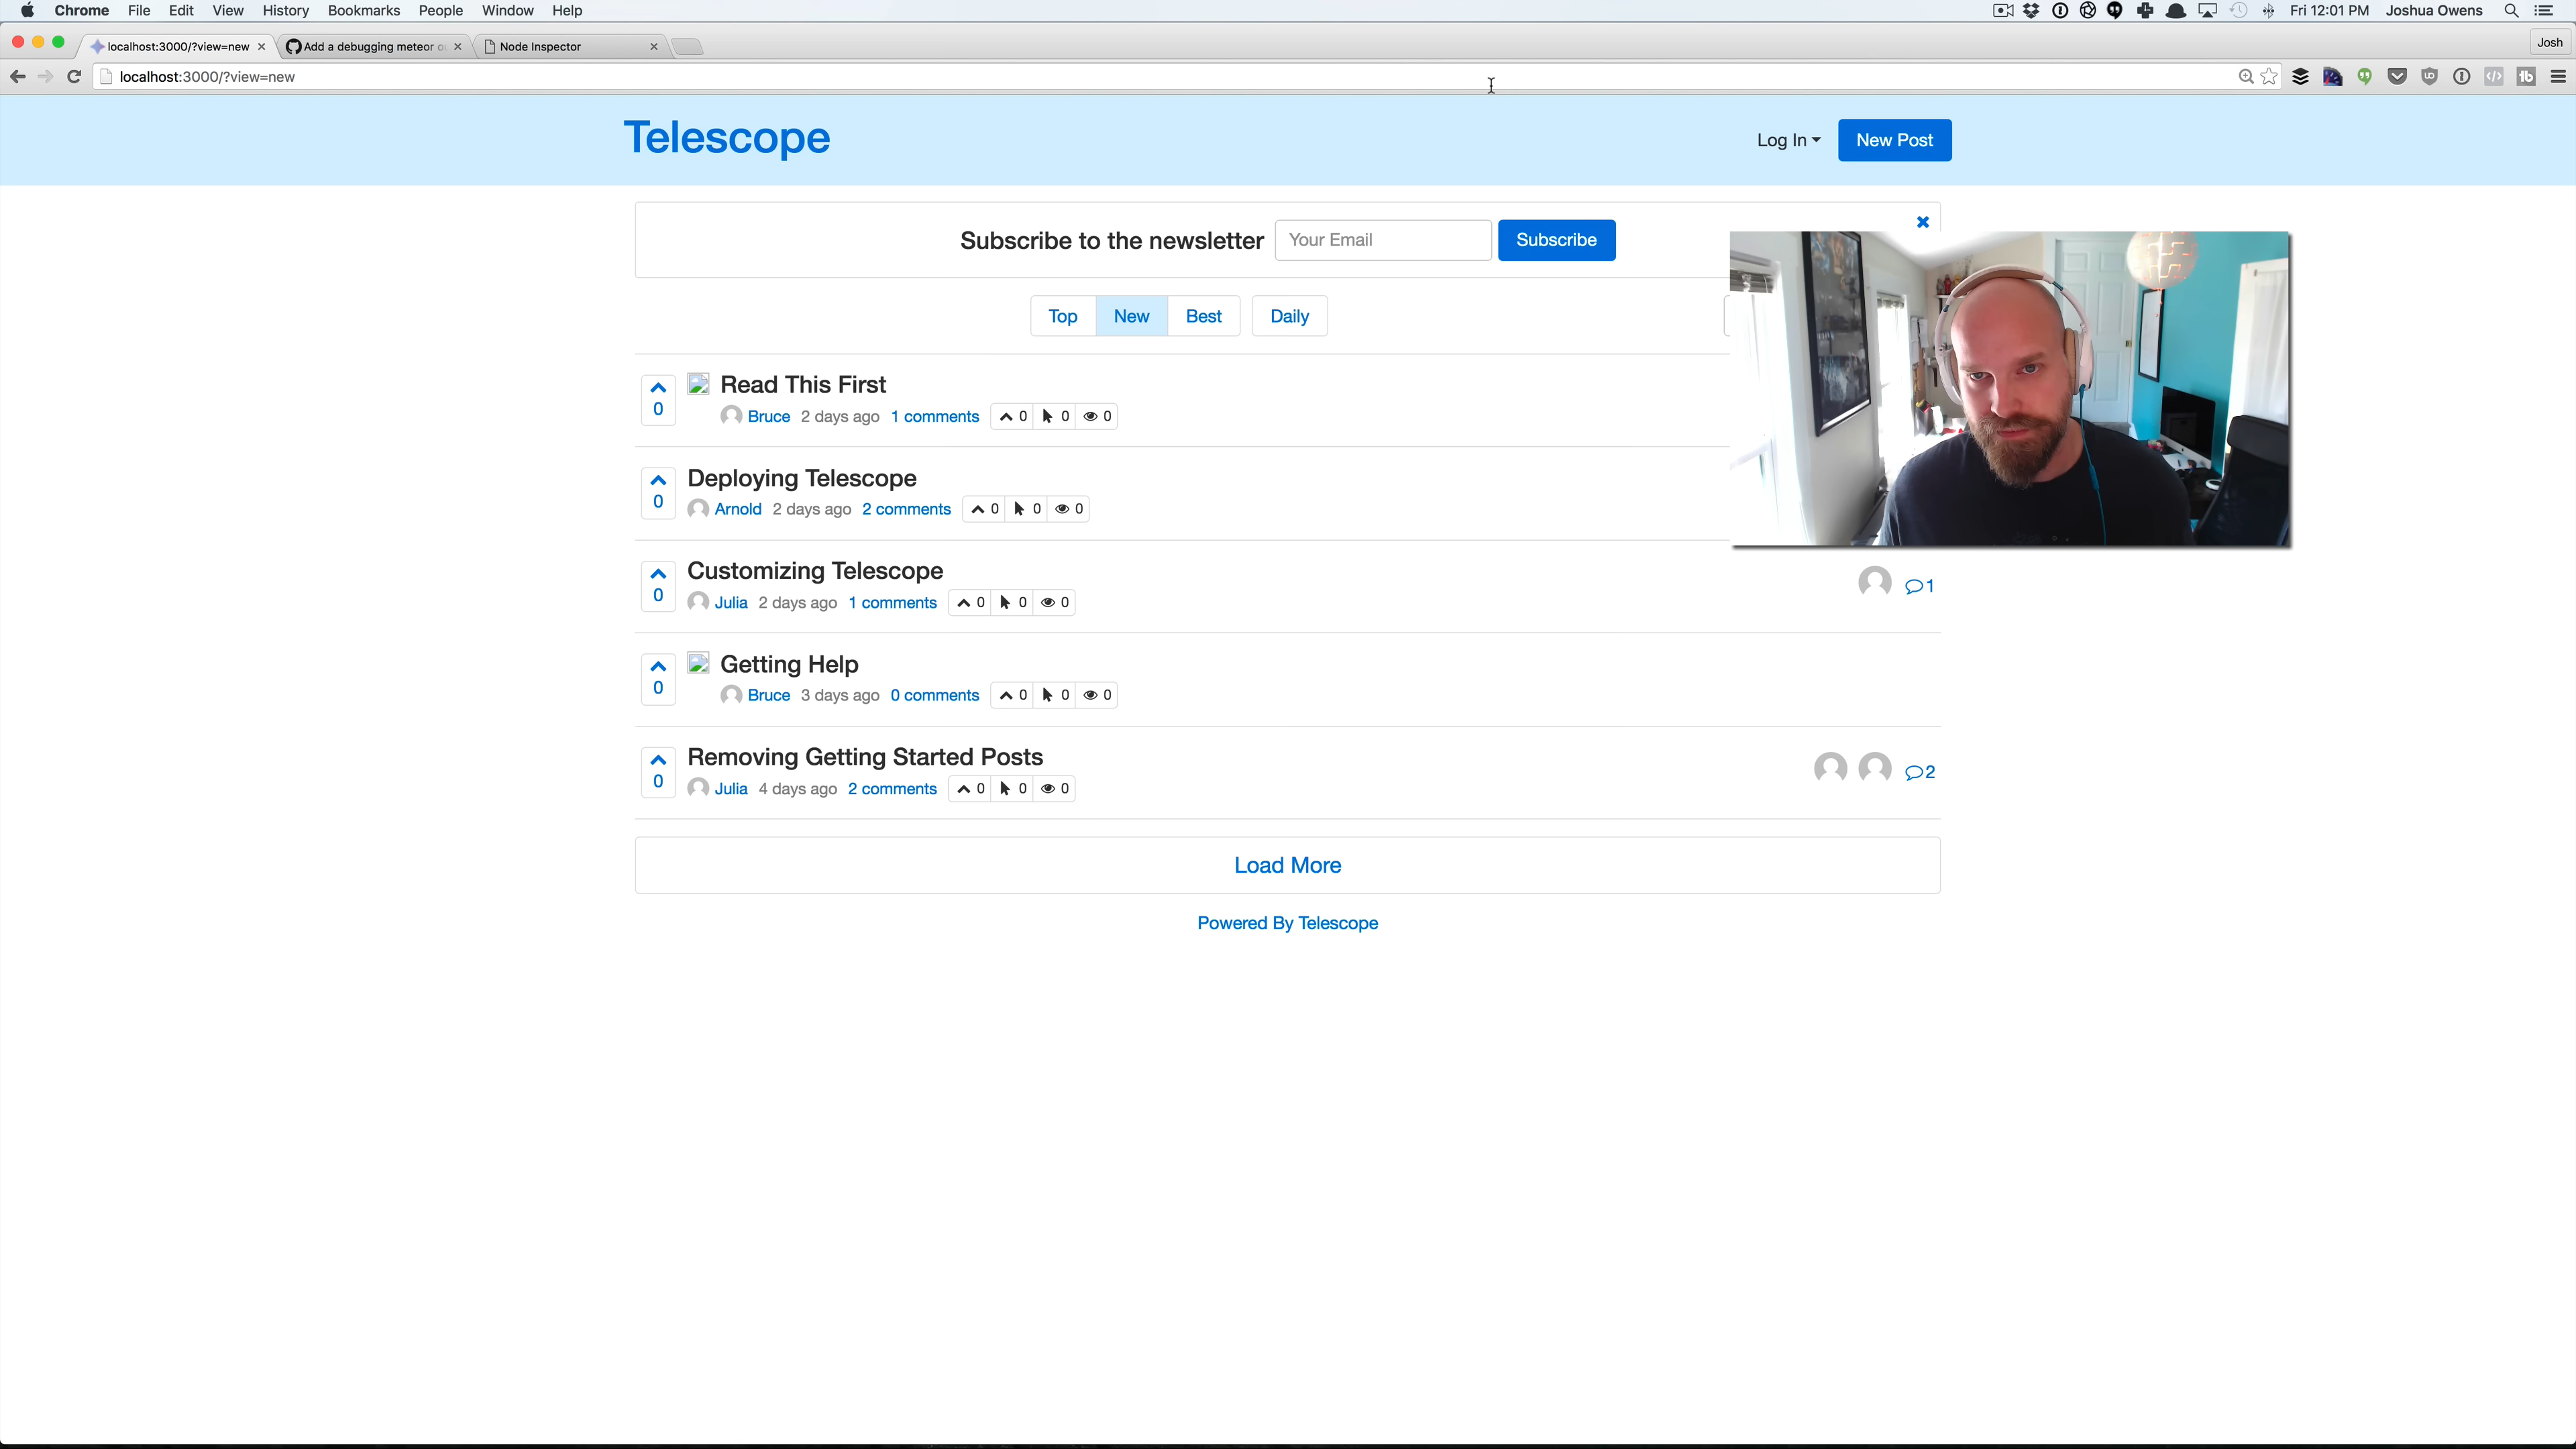 Chrome File Edit View History Bookmarks People Window Help Fri 12:01 PM Joshua Owens
localhost:3000/?view=new Add a debugging meteor Node Inspector Josh
localhost:3000/?view=new
Telescope Log In New Post
Subscribe to the newsletter Your Email Subscribe
Top New Best Daily
0 Read This First
Bruce 2 days ago 1 comments 0 0 0
0 Deploying Telescope
Arnold 2 days ago 2 comments 0 0 0
0 Customizing Telescope
Julia 2 days ago 1 comments 0 0 0 1
0 Getting Help
Bruce 3 days ago 0 comments 0 0 0
0 Removing Getting Started Posts
Julia 4 days ago 2 comments 0 0 0 2
Load More
Powered By Telescope